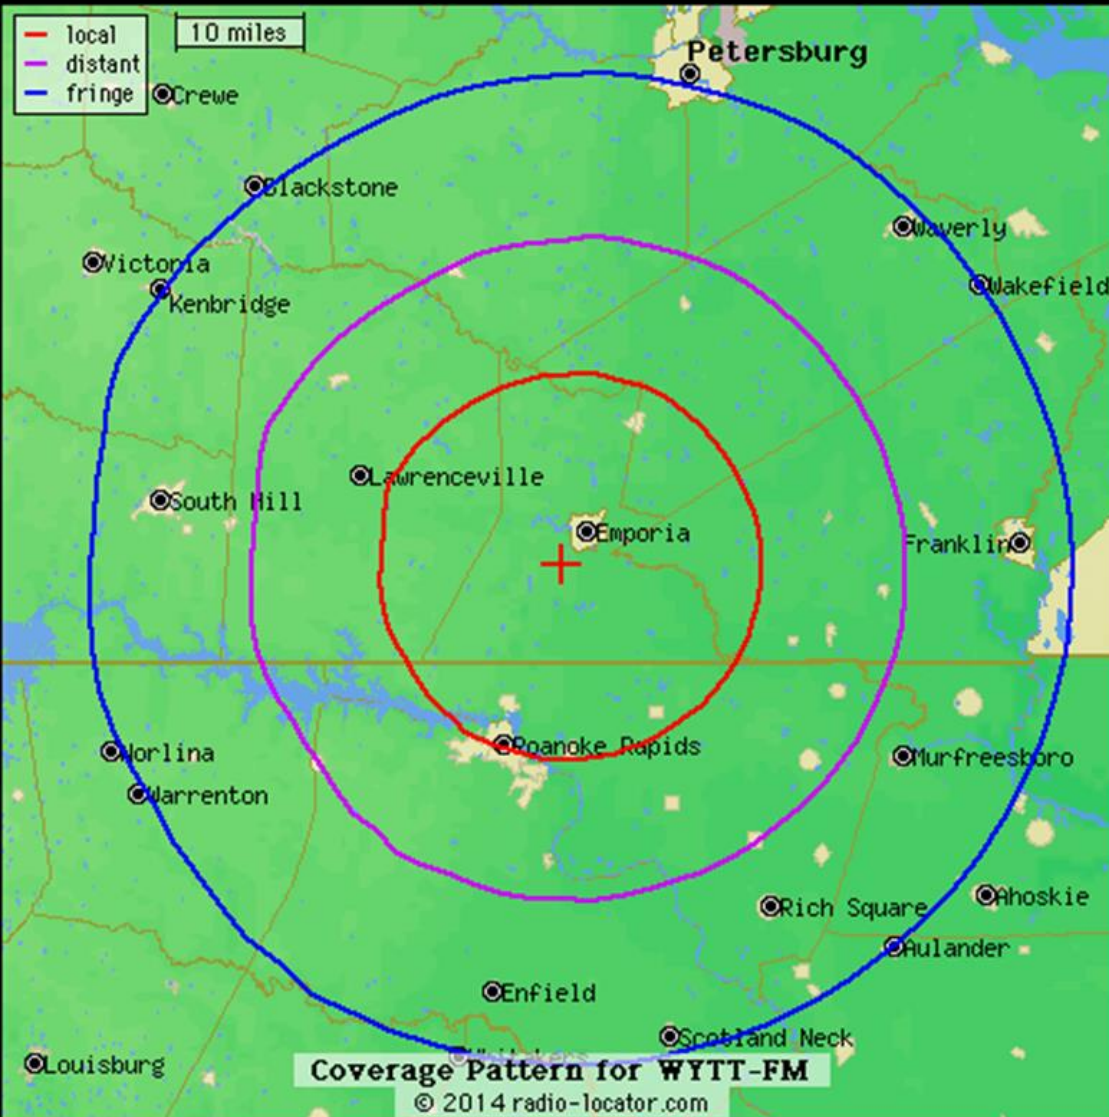 local
10 miles
distant
fringe
Petersburg
Crewe
Blackstone
Waverly
Victoria
Wakefield
Kenbridge
Lawrenceville
South Hill
Emporia
Franklin
Roanoke Rapids
Norlina
Murfreesboro
Warrenton
Ahoskie
Rich Square
Aulander
Enfield
Scotland Neck
Whitakers
Louisburg
Coverage Pattern for WYTT-FM
© 2014 radio-locator.com